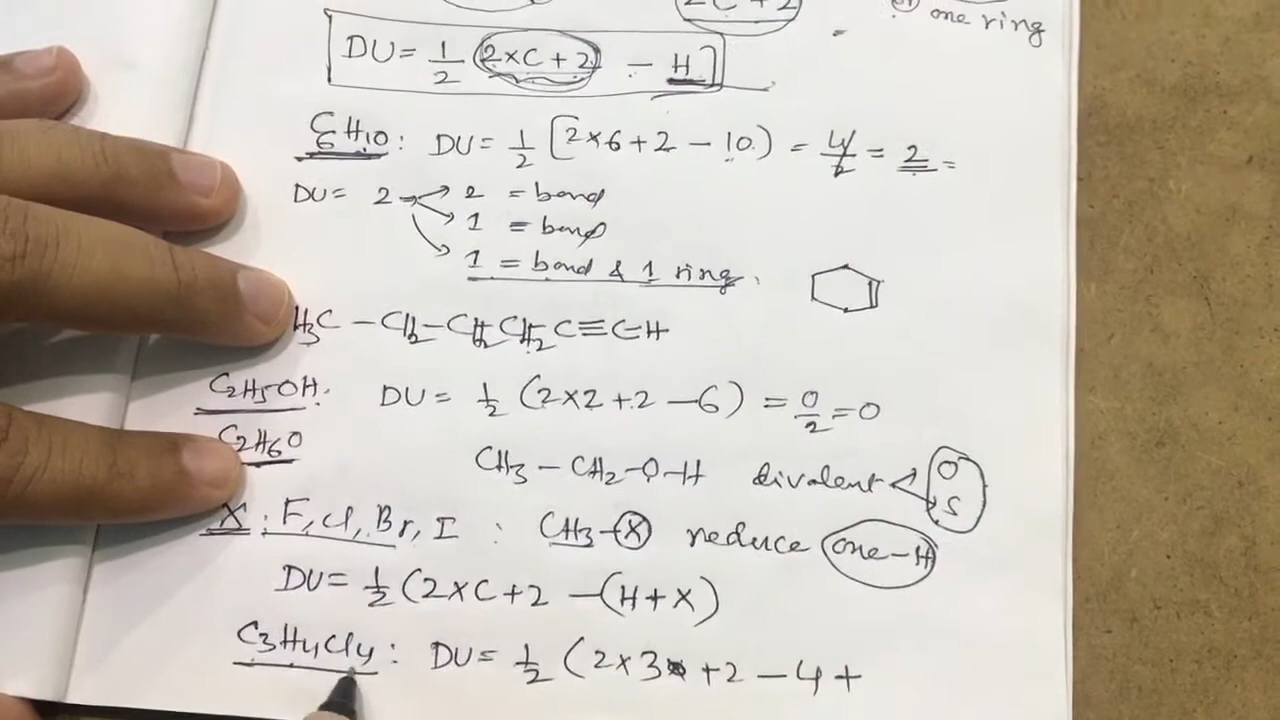 2C+2
one ring
DU = 1/2 (2×C+2) - H]
C6H10 : DU = 1/2 [2×6+2-10) = 4/2 = 2 =
DU = 2 → 2 = bond
→ 1 ≡ bond
→ 1 = bond & 1 ring.
H3C - CH2 - CH2 CH2 C≡C-H
C2H5OH. DU = 1/2 (2×2+2-6) = 0/2 = 0
C2H6O
CH3 - CH2 - O - H divalent < O
S
X : F, Cl, Br, I : CH3-X reduce one-H
DU = 1/2 (2×C+2 -(H+X)
C3H4Cl4 : DU = 1/2 (2×3 +2 - 4 +